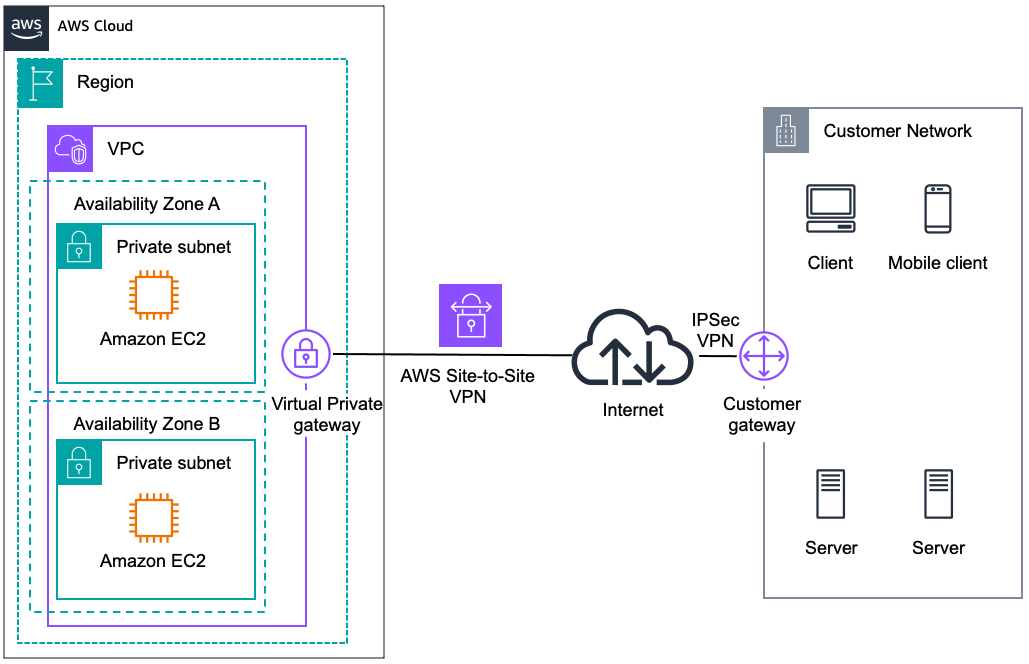 aws
AWS Cloud
Region
VPC
Availability Zone A
Private subnet
Amazon EC2
Availability Zone B
Private subnet
Amazon EC2
Virtual Private
gateway
AWS Site-to-Site
VPN
Internet
IPSec
VPN
Customer
gateway
Customer Network
Client
Mobile client
Server
Server